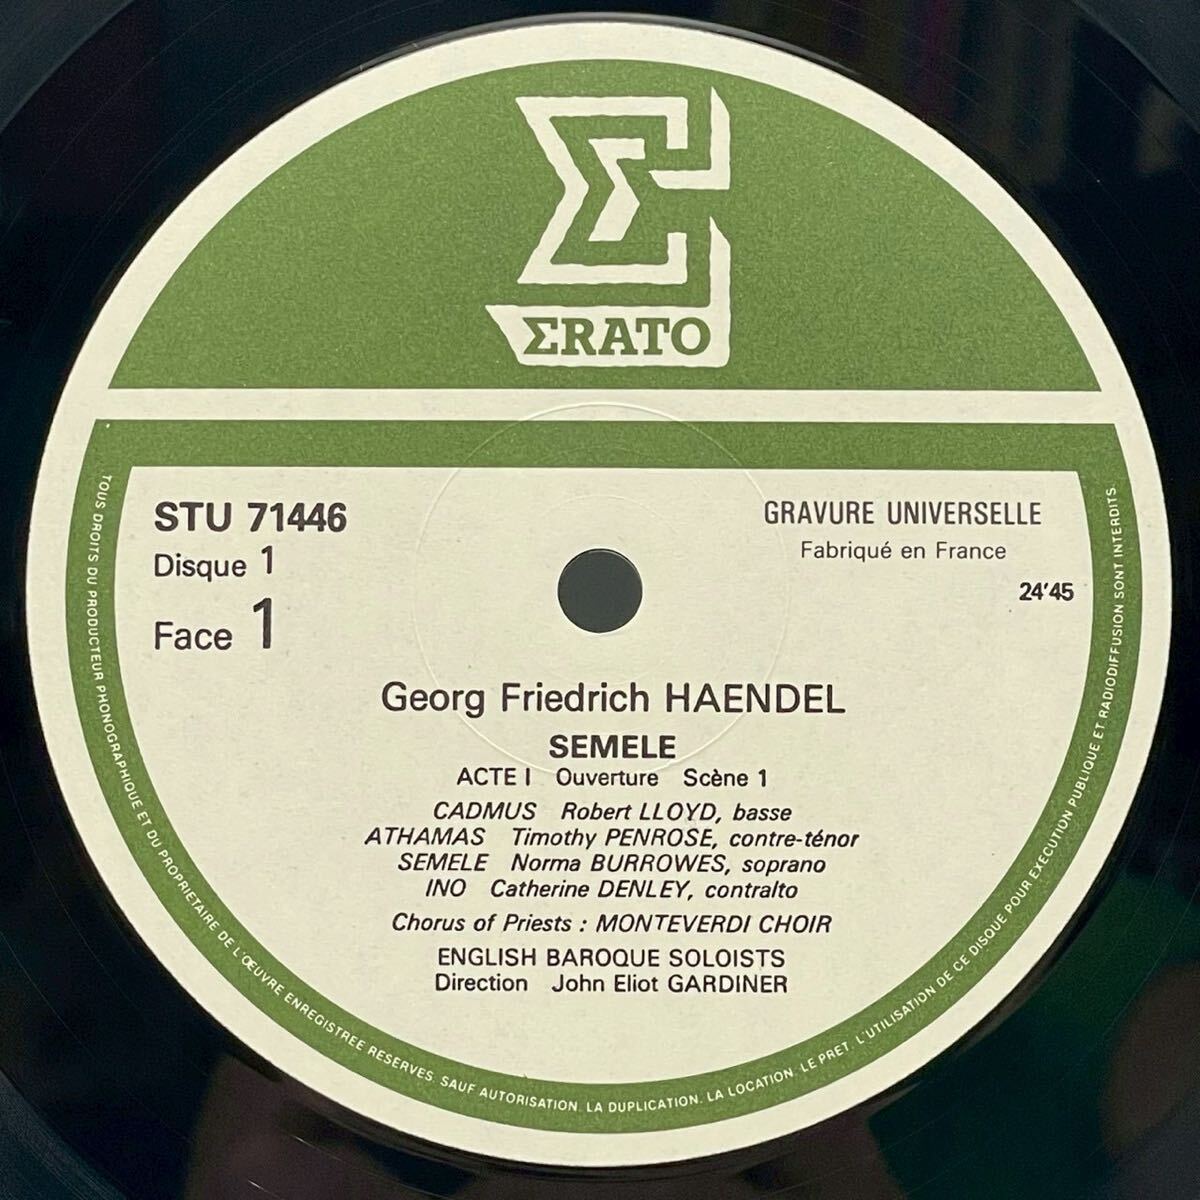 ΣRATO
STU 71446
Disque 1
Face 1
GRAVURE UNIVERSELLE
Fabriqué en France
24'45
Georg Friedrich HAENDEL
SEMELE
ACTE I Ouverture Scène 1
CADMUS Robert LLOYD, basse
ATHAMAS Timothy PENROSE, contre-ténor
SEMELE Norma BURROWES, soprano
INO Catherine DENLEY, contralto
Chorus of Priests : MONTEVERDI CHOIR
ENGLISH BAROQUE SOLOISTS
Direction John Eliot GARDINER
TOUS DROITS DU PRODUCTEUR PHONOGRAPHIQUE ET DU PROPRIETAIRE DE L'ŒUVRE ENREGISTREE RESERVES. SAUF AUTORISATION. LA DUPLICATION. LA LOCATION. LE PRET. L'UTILISATION DE CE DISQUE POUR EXECUTION PUBLIQUE ET RADIODIFFUSION SONT INTERDITS.